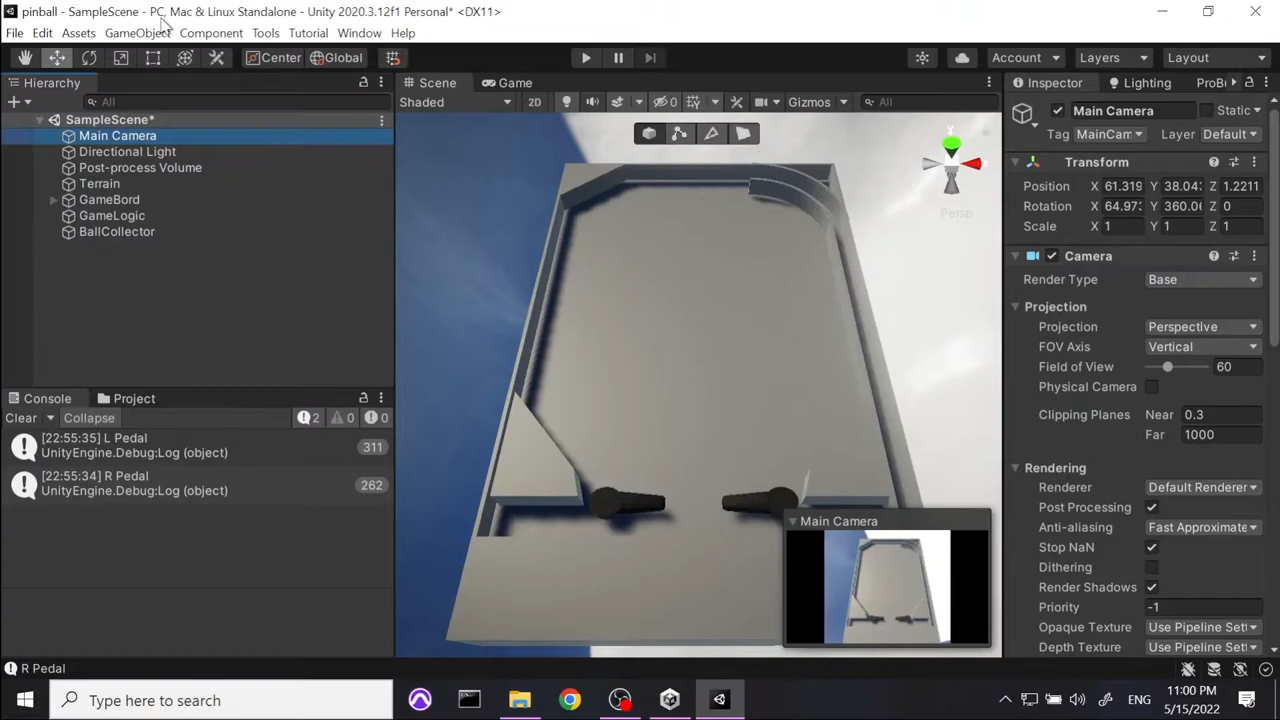 pinball - SampleScene - PC, Mac & Linux Standalone - Unity 2020.3.12f1 Personal* <DX11>
File Edit Assets GameObject Component Tools Tutorial Window Help
Center Global Account Layers Layout
Hierarchy
All
SampleScene*
Main Camera
Directional Light
Post-process Volume
Terrain
GameBord
GameLogic
BallCollector
Console Project
Clear Collapse 2 0 0
[22:55:35] L Pedal
UnityEngine.Debug:Log (object)
311
[22:55:34] R Pedal
UnityEngine.Debug:Log (object)
262
Scene Game
Shaded 2D 0 Gizmos All
Y
Persp
Main Camera
Inspector Lighting ProBu
Main Camera Static
Tag MainCam Layer Default
Transform
Position X 61.319 Y 38.043 Z 1.2211
Rotation X 64.973 Y 360.06 Z 0
Scale X 1 Y 1 Z 1
Camera
Render Type Base
Projection
Projection Perspective
FOV Axis Vertical
Field of View 60
Physical Camera
Clipping Planes Near 0.3
Far 1000
Rendering
Renderer Default Renderer
Post Processing
Anti-aliasing Fast Approximate
Stop NaN
Dithering
Render Shadows
Priority -1
Opaque Texture Use Pipeline Set
Depth Texture Use Pipeline Set
R Pedal
Type here to search
ENG
11:00 PM
5/15/2022